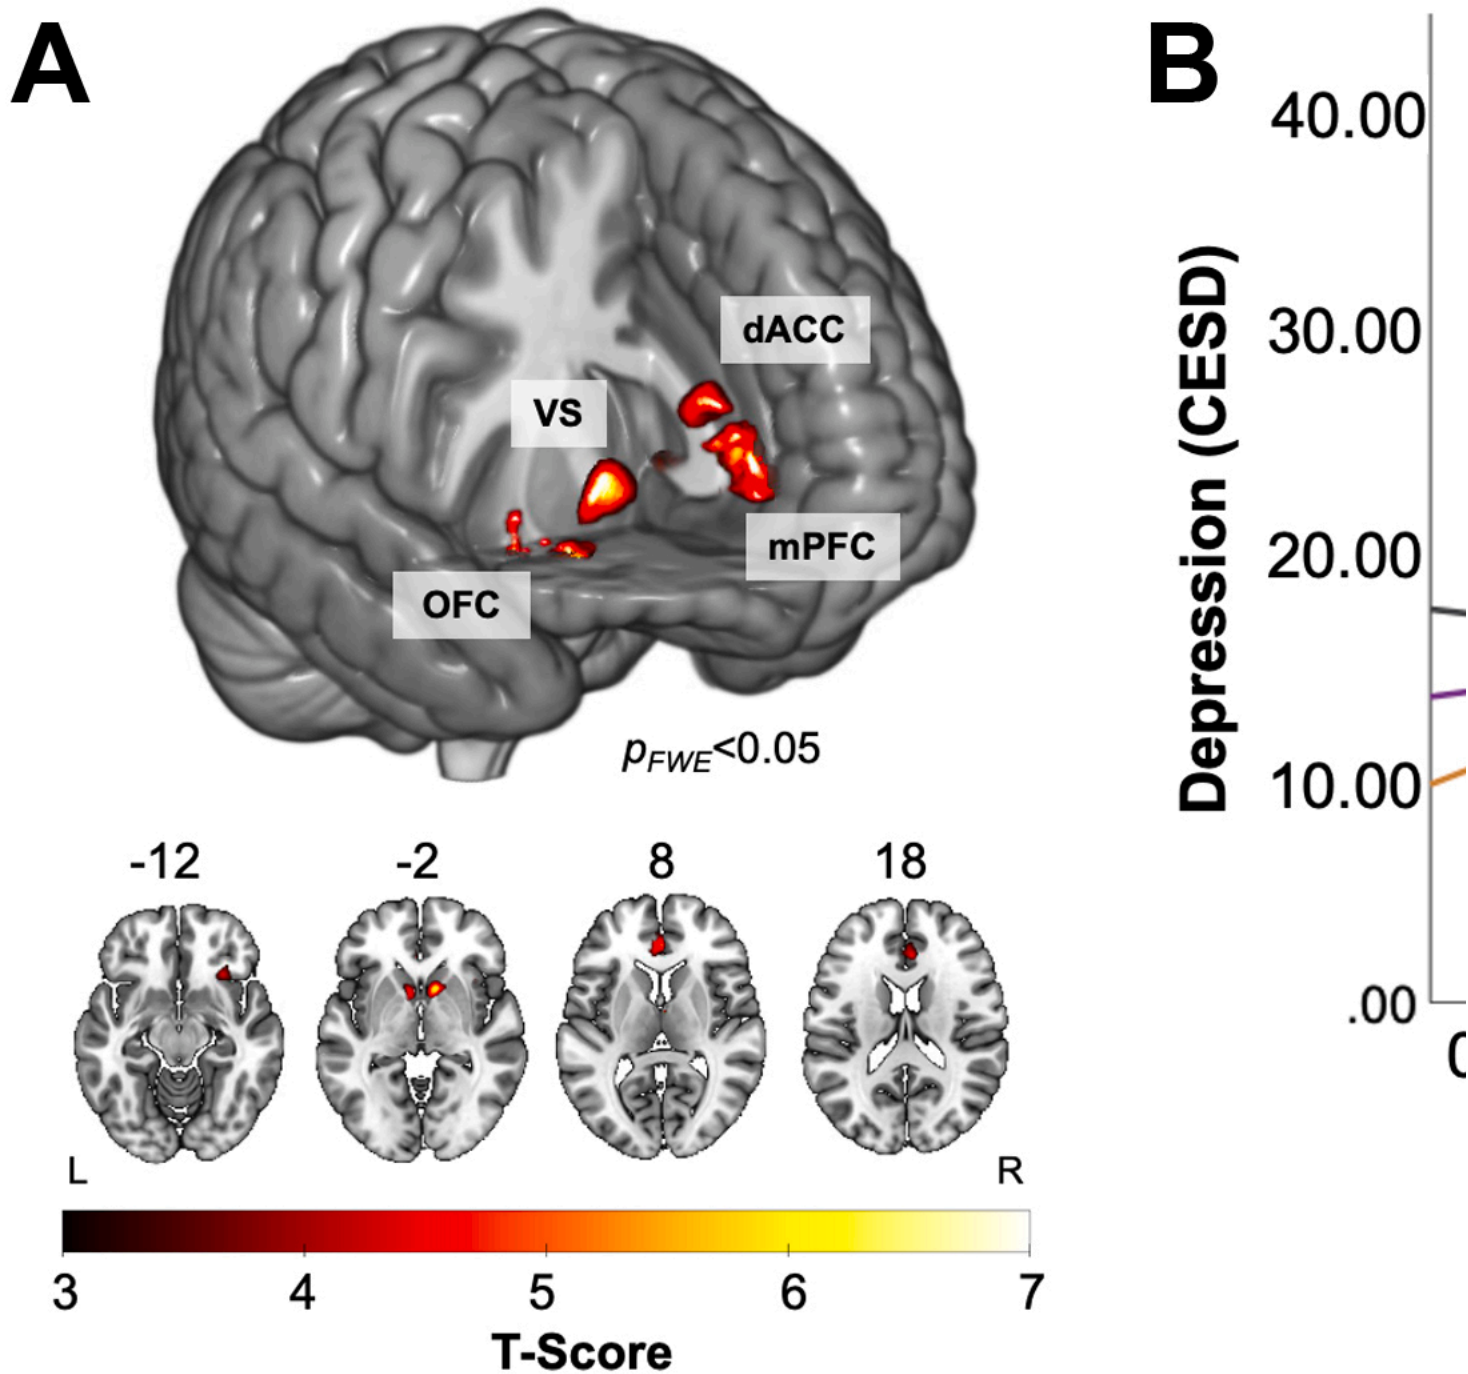 A
dACC
VS
mPFC
OFC
pFWE<0.05
-12
-2
8
18
L
R
3
4
5
6
7
T-Score
B
40.00
30.00
20.00
10.00
.00
Depression (CESD)